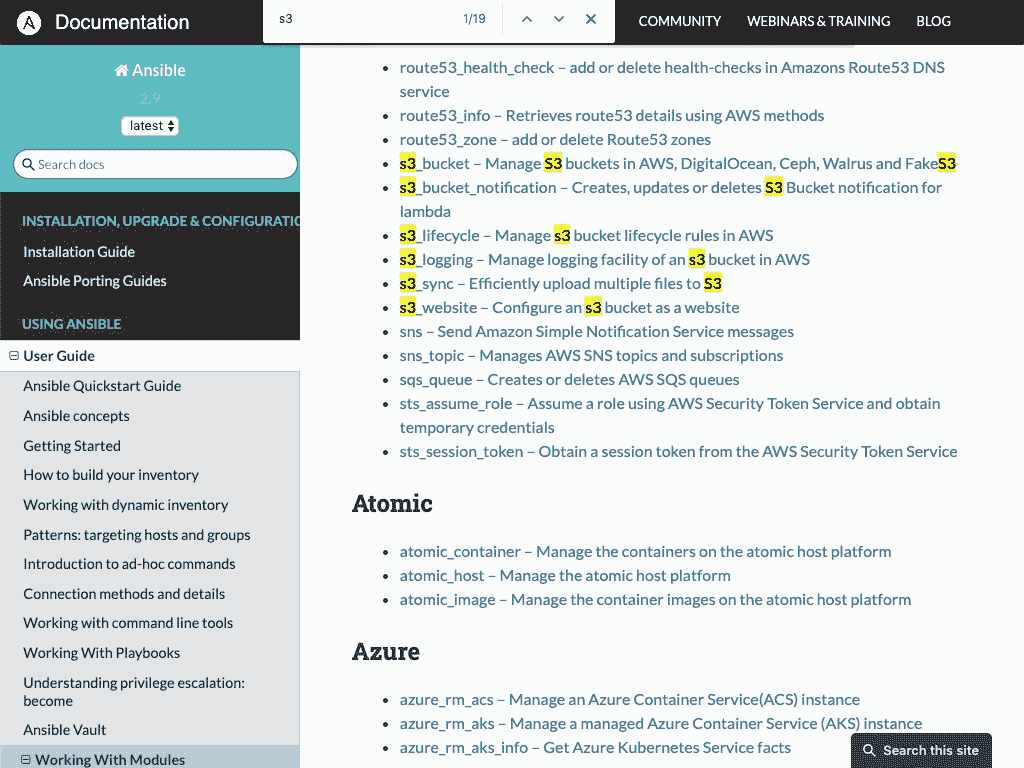 Documentation
s3
1/19
COMMUNITY
WEBINARS & TRAINING
BLOG
Ansible
2.9
latest
Search docs
INSTALLATION, UPGRADE & CONFIGURATIO
Installation Guide
Ansible Porting Guides
USING ANSIBLE
User Guide
Ansible Quickstart Guide
Ansible concepts
Getting Started
How to build your inventory
Working with dynamic inventory
Patterns: targeting hosts and groups
Introduction to ad-hoc commands
Connection methods and details
Working with command line tools
Working With Playbooks
Understanding privilege escalation:
become
Ansible Vault
Working With Modules
route53_health_check – add or delete health-checks in Amazons Route53 DNS
service
route53_info – Retrieves route53 details using AWS methods
route53_zone – add or delete Route53 zones
s3_bucket – Manage S3 buckets in AWS, DigitalOcean, Ceph, Walrus and FakeS3
s3_bucket_notification – Creates, updates or deletes S3 Bucket notification for
lambda
s3_lifecycle – Manage s3 bucket lifecycle rules in AWS
s3_logging – Manage logging facility of an s3 bucket in AWS
s3_sync – Efficiently upload multiple files to S3
s3_website – Configure an s3 bucket as a website
sns – Send Amazon Simple Notification Service messages
sns_topic – Manages AWS SNS topics and subscriptions
sqs_queue – Creates or deletes AWS SQS queues
sts_assume_role – Assume a role using AWS Security Token Service and obtain
temporary credentials
sts_session_token – Obtain a session token from the AWS Security Token Service
Atomic
atomic_container – Manage the containers on the atomic host platform
atomic_host – Manage the atomic host platform
atomic_image – Manage the container images on the atomic host platform
Azure
azure_rm_acs – Manage an Azure Container Service(ACS) instance
azure_rm_aks – Manage a managed Azure Container Service (AKS) instance
azure_rm_aks_info – Get Azure Kubernetes Service facts
Search this site